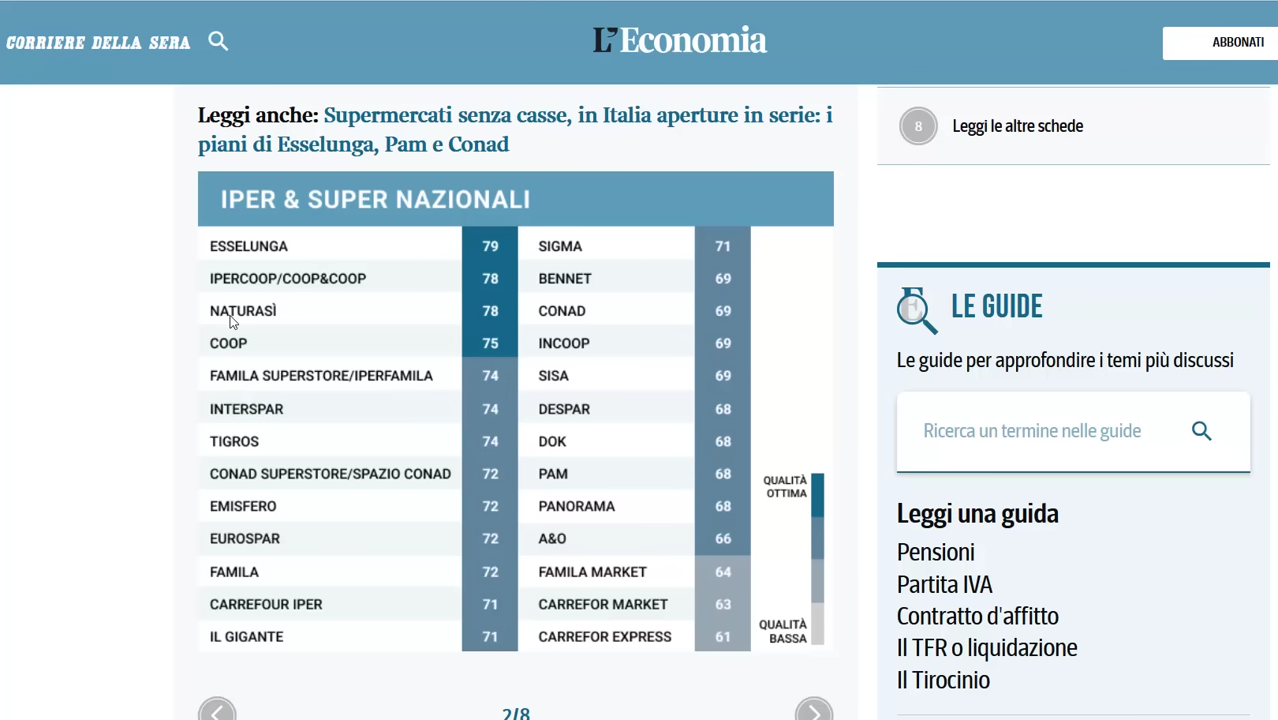 CORRIERE DELLA SERA
L'Economia
ABBONATI
Leggi anche: Supermercati senza casse, in Italia aperture in serie: i
piani di Esselunga, Pam e Conad
IPER & SUPER NAZIONALI
ESSELUNGA 79 SIGMA 71
IPERCOOP/COOP&COOP 78 BENNET 69
NATURASÌ 78 CONAD 69
COOP 75 INCOOP 69
FAMILA SUPERSTORE/IPERFAMILA 74 SISA 69
INTERSPAR 74 DESPAR 68
TIGROS 74 DOK 68
CONAD SUPERSTORE/SPAZIO CONAD 72 PAM 68
EMISFERO 72 PANORAMA 68
EUROSPAR 72 A&O 66
FAMILA 72 FAMILA MARKET 64
CARREFOUR IPER 71 CARREFOR MARKET 63
IL GIGANTE 71 CARREFOR EXPRESS 61
QUALITÀ
OTTIMA
QUALITÀ
BASSA
2/8
8 Leggi le altre schede
E
LE GUIDE
Le guide per approfondire i temi più discussi
Ricerca un termine nelle guide
Leggi una guida
Pensioni
Partita IVA
Contratto d'affitto
Il TFR o liquidazione
Il Tirocinio